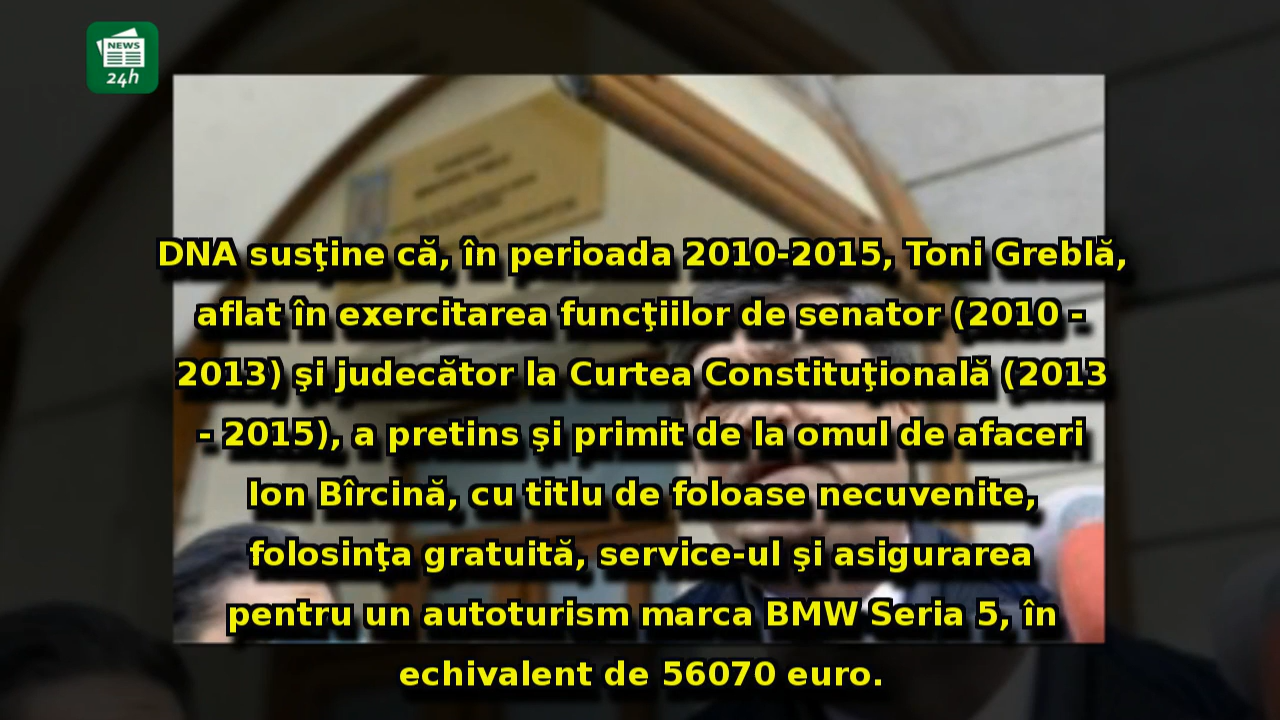 NEWS
24h
DNA susţine că, în perioada 2010-2015, Toni Greblă,
aflat în exercitarea funcţiilor de senator (2010 -
2013) şi judecător la Curtea Constituţională (2013
- 2015), a pretins şi primit de la omul de afaceri
Ion Bîrcină, cu titlu de foloase necuvenite,
folosinţa gratuită, service-ul şi asigurarea
pentru un autoturism marca BMW Seria 5, în
echivalent de 56070 euro.